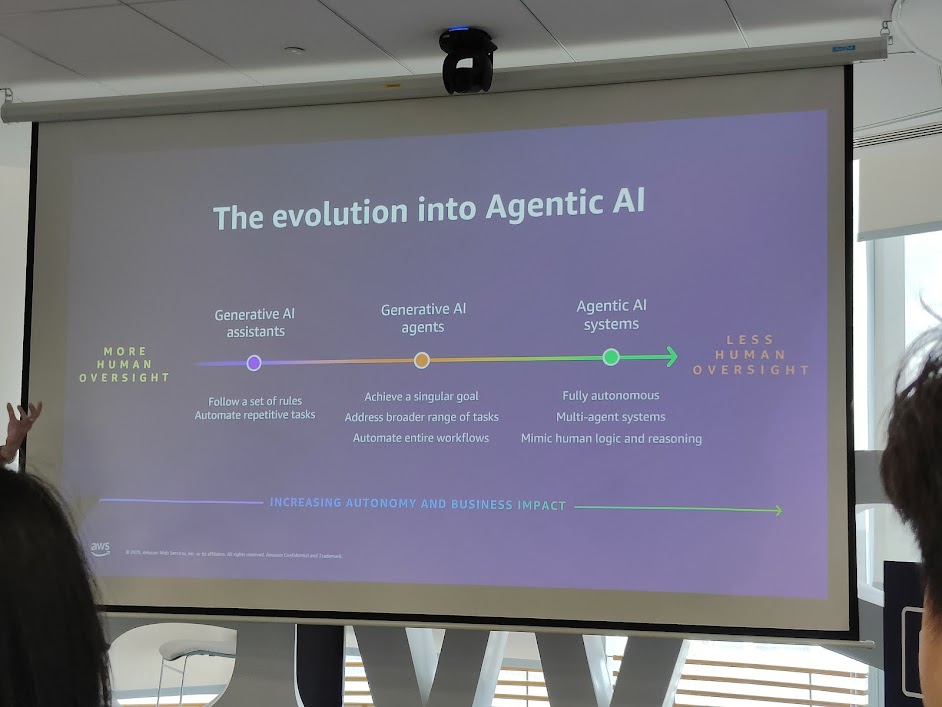 The evolution into Agentic AI
Generative AI
assistants
Generative AI
agents
Agentic AI
systems
MORE
HUMAN
OVERSIGHT
LESS
HUMAN
OVERSIGHT
Follow a set of rules
Automate repetitive tasks
Achieve a singular goal
Address broader range of tasks
Automate entire workflows
Fully autonomous
Multi-agent systems
Mimic human logic and reasoning
INCREASING AUTONOMY AND BUSINESS IMPACT
aws
© 2025, Amazon Web Services, Inc. or its affiliates. All rights reserved. Amazon Confidential and Trademark.